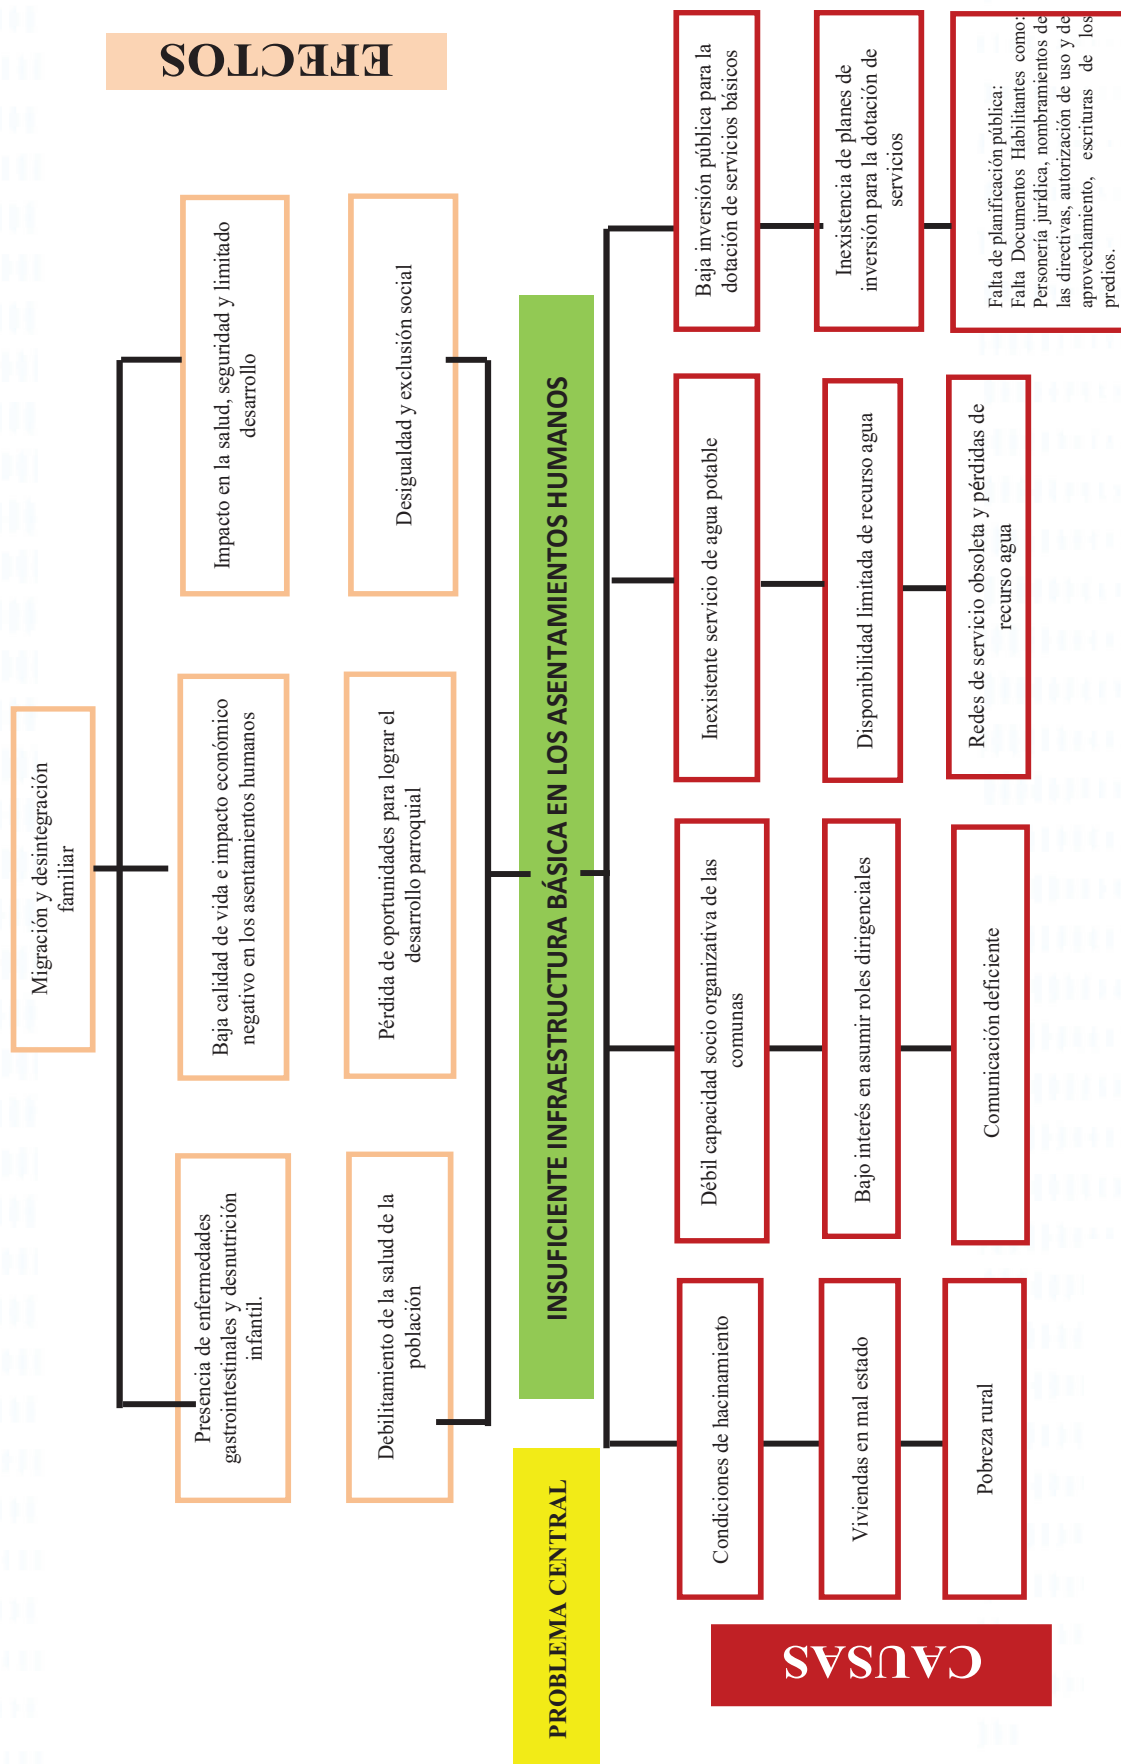 EFECTOS
Migración y desintegración
familiar
Presencia de enfermedades
gastrointestinales y desnutrición
infantil.
Baja calidad de vida e impacto económico
negativo en los asentamientos humanos
Impacto en la salud, seguridad y limitado
desarrollo
Debilitamiento de la salud de la
población
Pérdida de oportunidades para lograr el
desarrollo parroquial
Desigualdad y exclusión social
PROBLEMA CENTRAL
INSUFICIENTE INFRAESTRUCTURA BÁSICA EN LOS ASENTAMIENTOS HUMANOS
Condiciones de hacinamiento
Débil capacidad socio organizativa de las
comunas
Inexistente servicio de agua potable
Baja inversión pública para la
dotación de servicios básicos
Viviendas en mal estado
Bajo interés en asumir roles dirigenciales
Disponibilidad limitada de recurso agua
Inexistencia de planes de
inversión para la dotación de
servicios
Pobreza rural
Comunicación deficiente
Redes de servicio obsoleta y pérdidas de
recurso agua
Falta de planificación pública:
Falta Documentos Habilitantes como:
Personería jurídica, nombramientos de
las directivas, autorización de uso y de
aprovechamiento, escrituras de los
predios.
CAUSAS